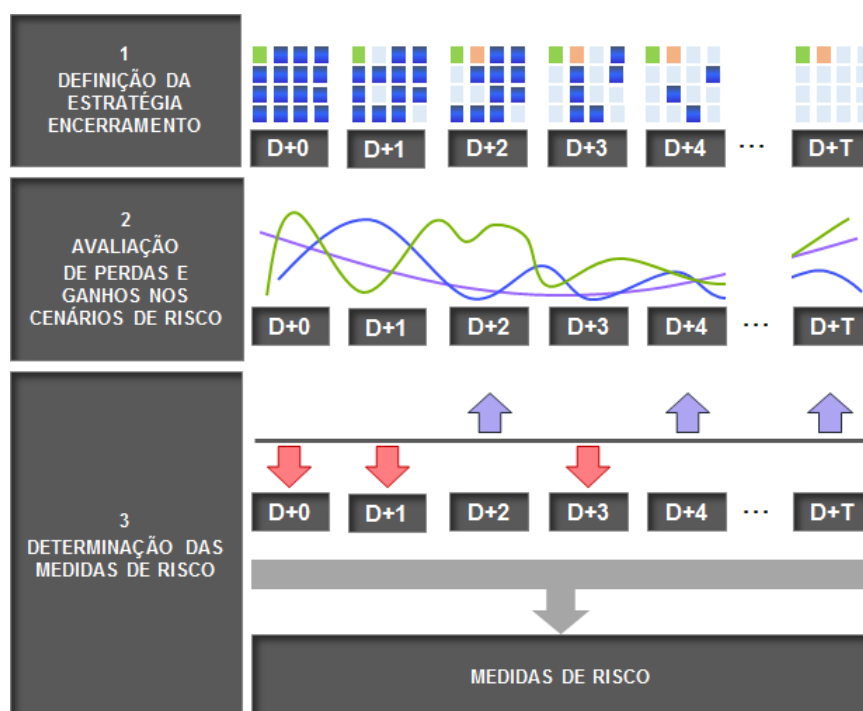 1
DEFINIÇÃO DA
ESTRATÉGIA
ENCERRAMENTO
D+0
D+1
D+2
D+3
D+4
...
D+T
2
AVALIAÇÃO
DE PERDAS E
GANHOS NOS
CENÁRIOS DE RISCO
D+0
D+1
D+2
D+3
D+4
...
D+T
3
DETERMINAÇÃO DAS
MEDIDAS DE RISCO
D+0
D+1
D+2
D+3
D+4
...
D+T
MEDIDAS DE RISCO